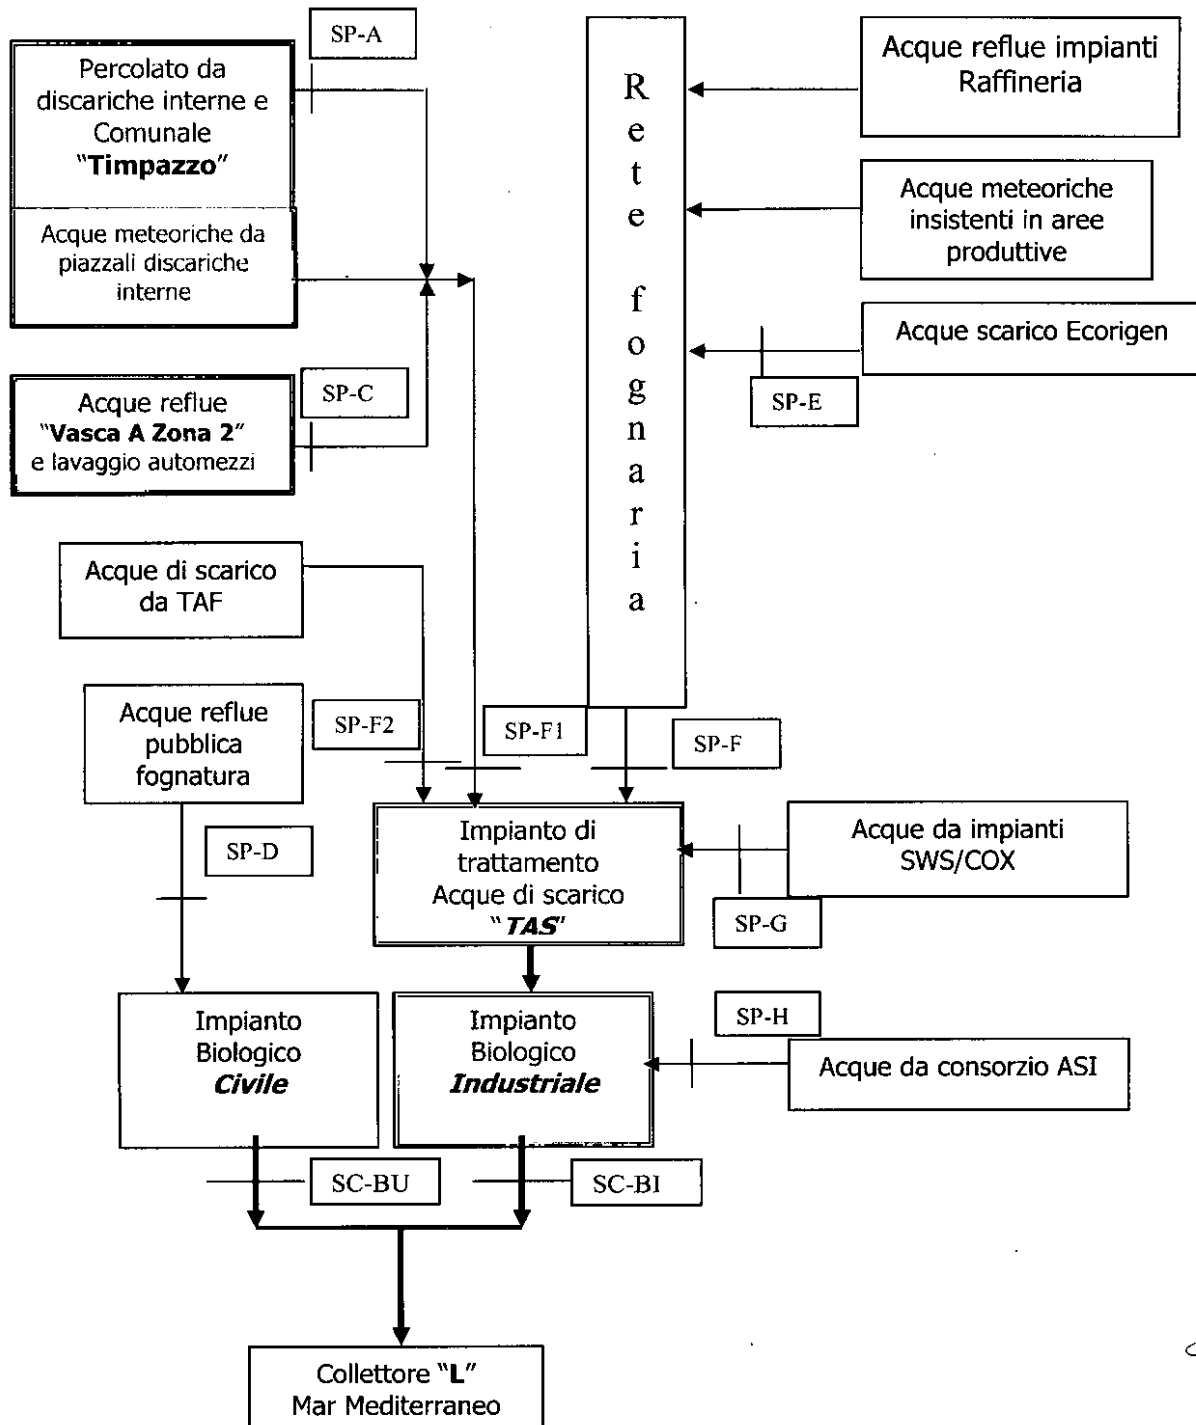 SP-A
Percolato da
discariche interne e
Comunale
"Timpazzo"
Acque meteoriche da
piazzali discariche
interne
SP-C
Acque reflue
"Vasca A Zona 2"
e lavaggio automezzi
Acque di scarico
da TAF
Acque reflue
pubblica
fognatura
SP-F2
SP-F1
SP-F
SP-D
Rete fognaria
Acque reflue impianti
Raffineria
Acque meteoriche
insistenti in aree
produttive
Acque scarico Ecorigen
SP-E
Impianto di
trattamento
Acque di scarico
"TAS"
Acque da impianti
SWS/COX
SP-G
Impianto
Biologico
Civile
Impianto
Biologico
Industriale
SP-H
Acque da consorzio ASI
SC-BU
SC-BI
Collettore "L"
Mar Mediterraneo